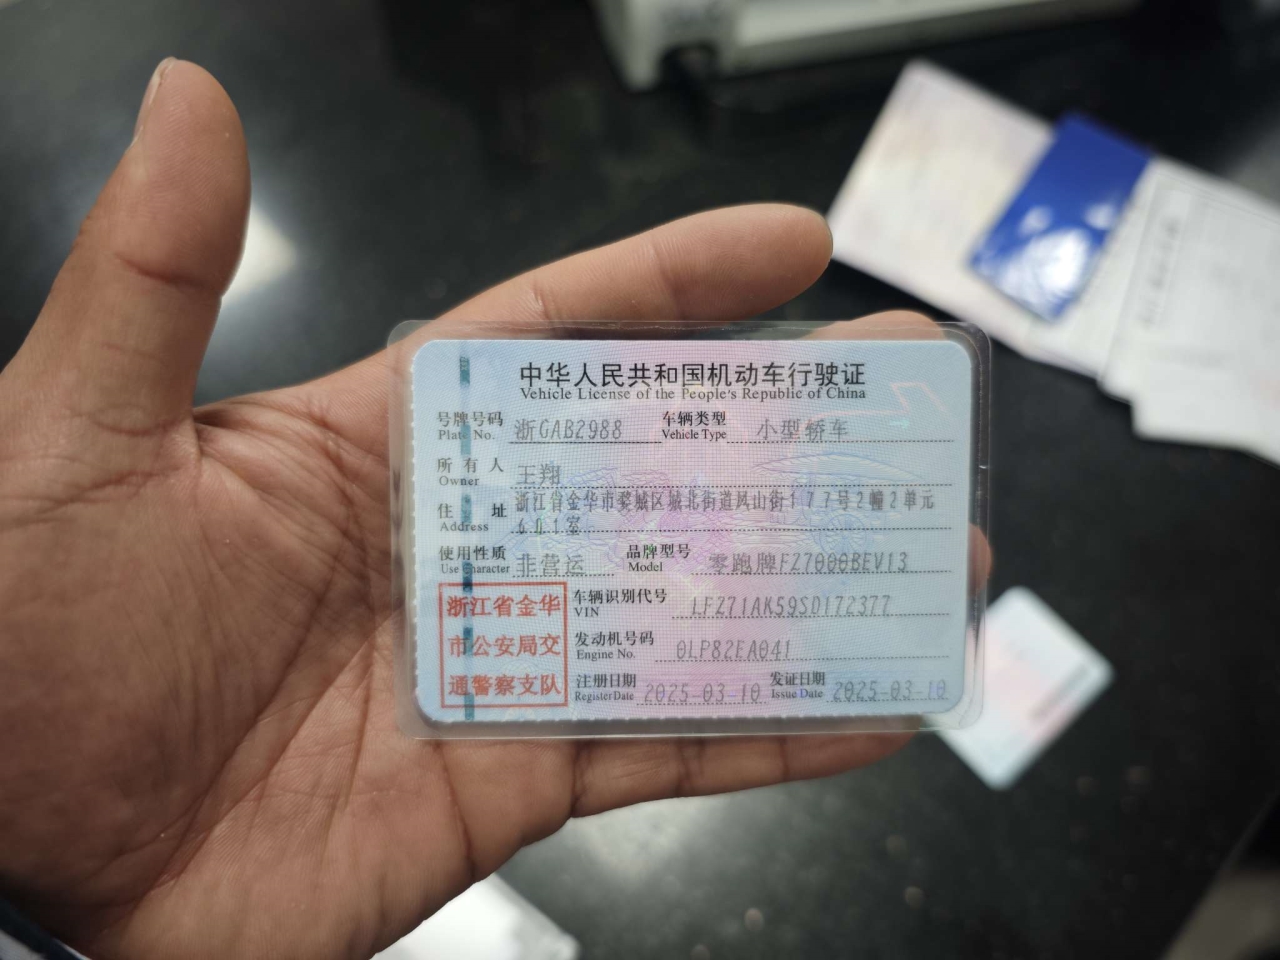 中华人民共和国机动车行驶证
Vehicle License of the People's Republic of China
号牌号码 浙GAB2988 车辆类型 小型轿车
Plate No. Vehicle Type
所有人 王翔
Owner
住址 浙江省金华市婺城区城北街道凤山街177号2幢2单元
Address 601室
使用性质 非营运 品牌型号 零跑牌FZ7000BEV13
Use Character Model
浙江省金华
市公安局交
通警察支队
车辆识别代号 LFZ71AK59SD172377
VIN
发动机号码 0LP82EA041
Engine No.
注册日期 2025-03-10 发证日期 2025-03-10
Register Date Issue Date